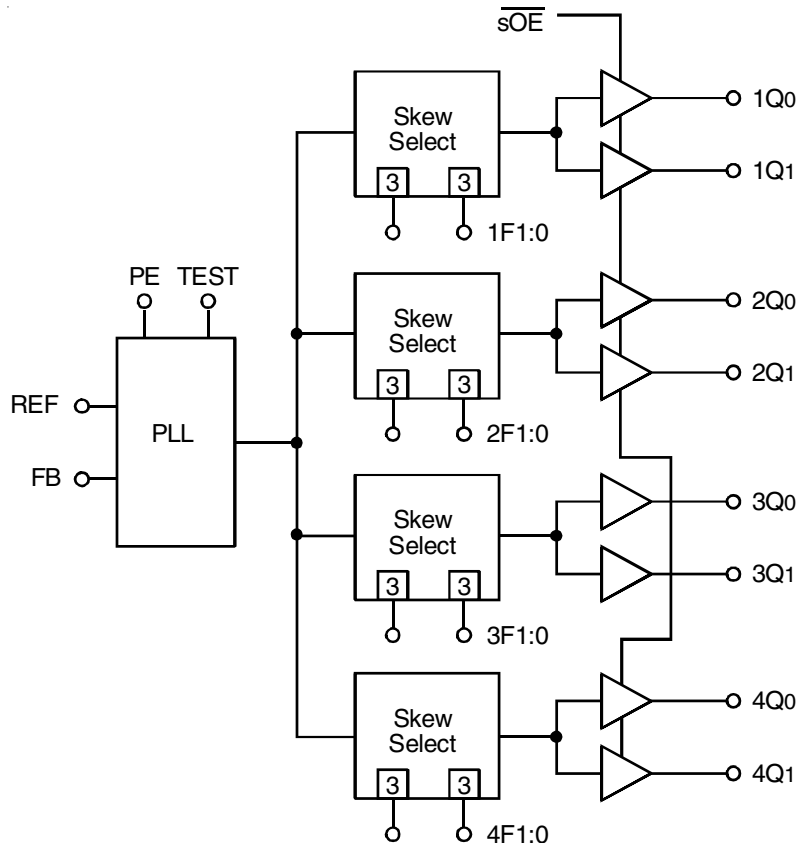 sOE
1Q0
Skew
Select
1Q1
3 3
1F1:0
PE TEST
2Q0
Skew
Select
2Q1
3 3
REF
2F1:0
PLL
FB
3Q0
Skew
Select
3Q1
3 3
3F1:0
4Q0
Skew
Select
4Q1
3 3
4F1:0